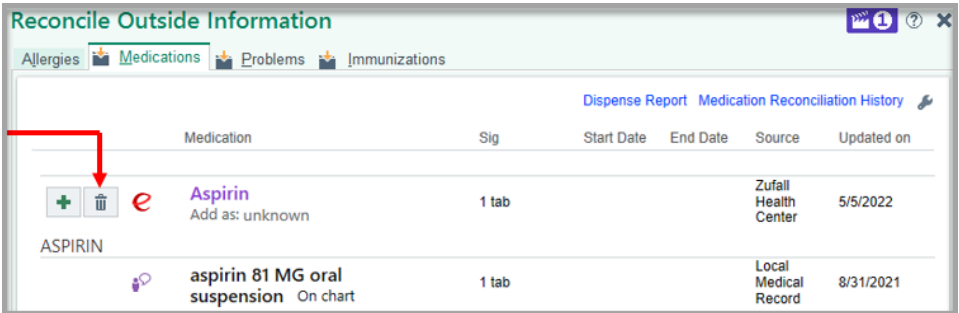 Reconcile Outside Information
1
?
Allergies Medications Problems Immunizations
Dispense Report Medication Reconciliation History
Medication Sig Start Date End Date Source Updated on
Aspirin
Add as: unknown
1 tab
Zufall
Health
Center
5/5/2022
ASPIRIN
aspirin 81 MG oral
suspension On chart
1 tab
Local
Medical
Record
8/31/2021